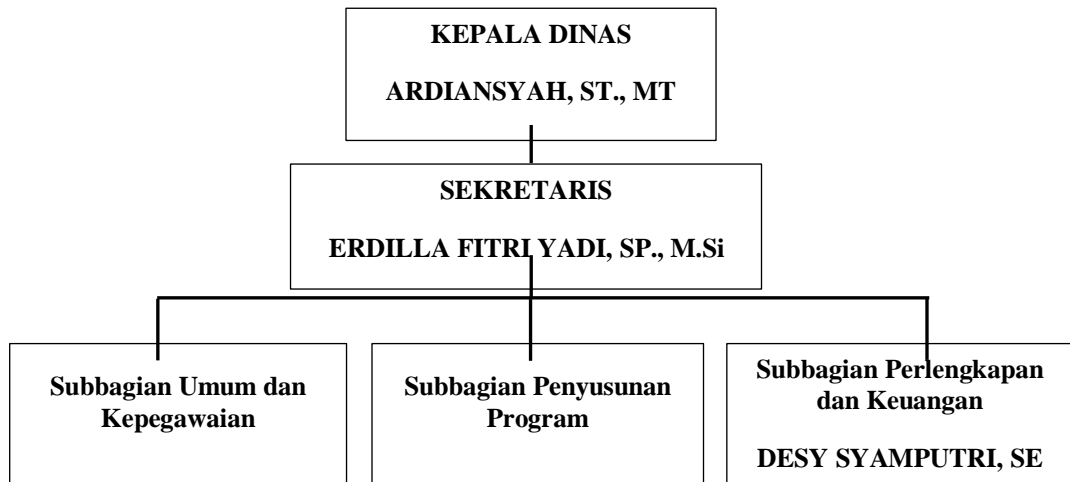 KEPALA DINAS
ARDIANSYAH, ST., MT
SEKRETARIS
ERDILLA FITRI YADI, SP., M.Si
Subbagian Umum dan
Kepegawaian
Subbagian Penyusunan
Program
Subbagian Perlengkapan
dan Keuangan
DESY SYAMPUTRI, SE